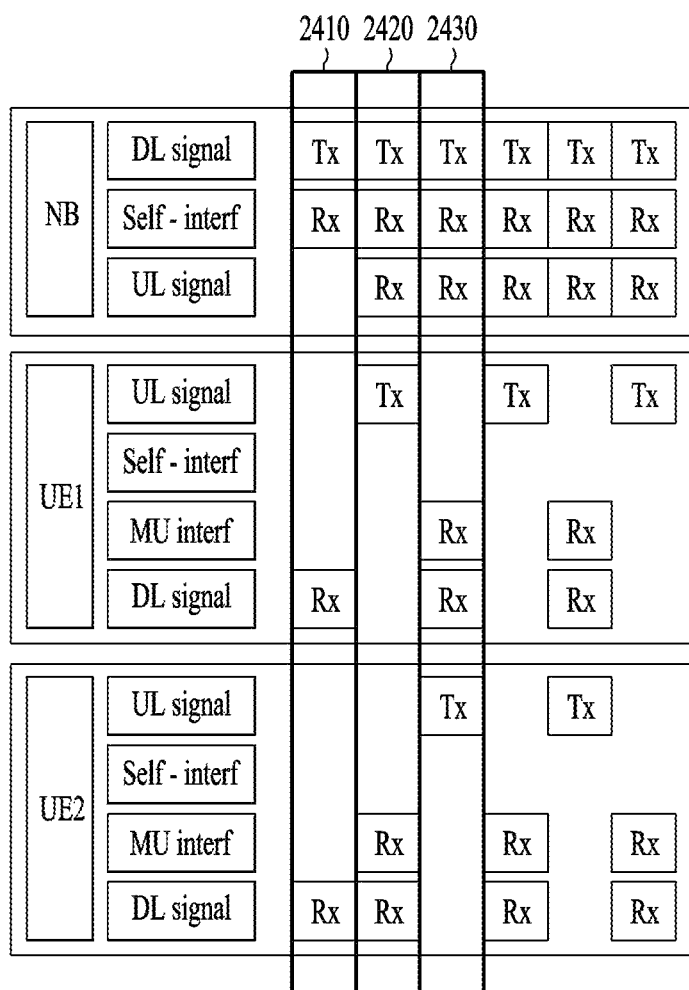 2410 2420 2430
NB
DL signal Tx Tx Tx Tx Tx Tx
Self - interf Rx Rx Rx Rx Rx Rx
UL signal Rx Rx Rx Rx Rx
UE1
UL signal Tx Tx Tx
Self - interf
MU interf Rx Rx
DL signal Rx Rx Rx
UE2
UL signal Tx Tx
Self - interf
MU interf Rx Rx Rx
DL signal Rx Rx Rx Rx